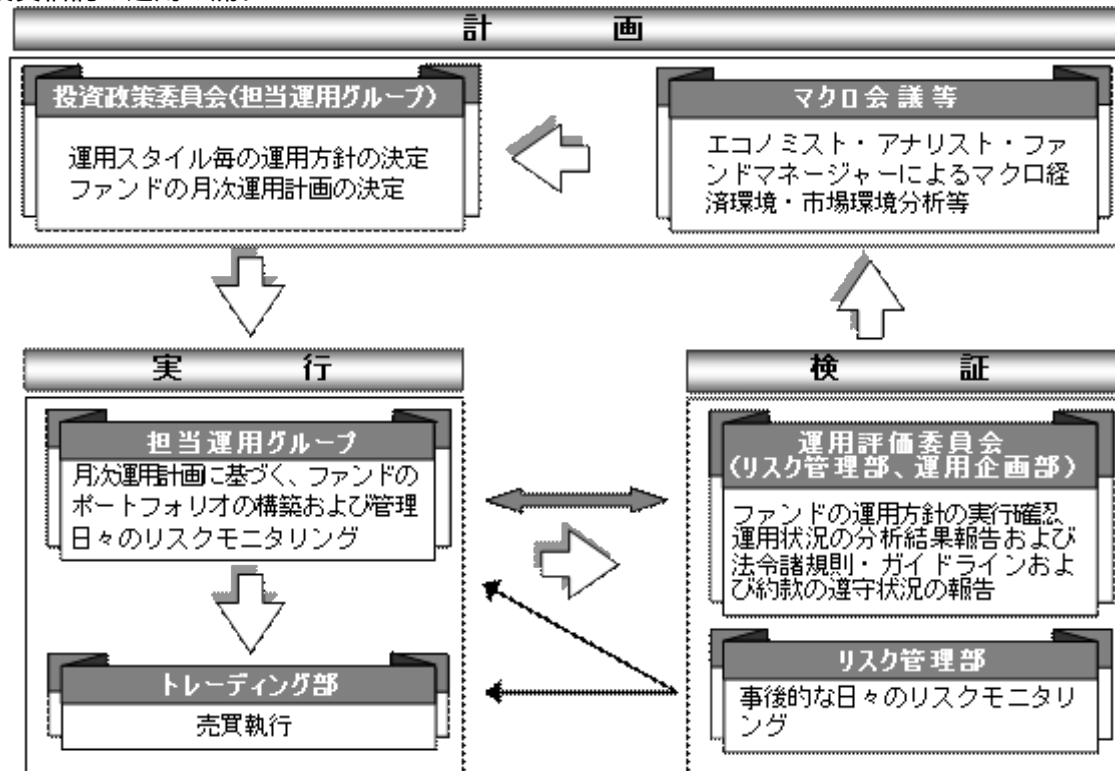 計 画
投資政策委員会(担当運用グループ)
運用スタイル毎の運用方針の決定
ファンドの月次運用計画の決定
マクロ会議等
エコノミスト・アナリスト・ファ
ンドマネージャーによるマクロ経
済環境・市場環境分析等
実 行
担当運用グループ
月次運用計画に基づく、ファンドの
ポートフォリオの構築および管理
日々のリスクモニタリング
トレーディング部
売買執行
検 証
運用評価委員会
(リスク管理部、運用企画部)
ファンドの運用方針の実行確認
運用状況の分析結果報告および
法令諸規則・ガイドラインおよ
び約款の遵守状況の報告
リスク管理部
事後的な日々のリスクモニタリ
ング